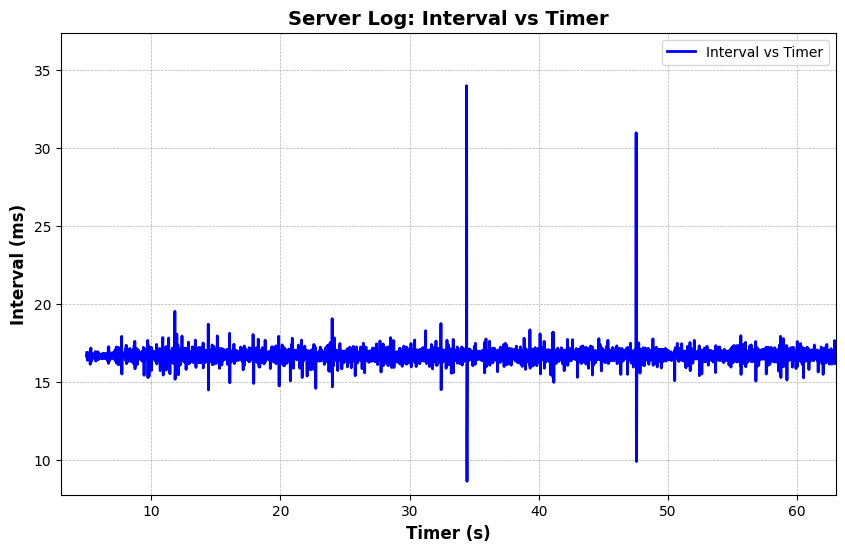 Server Log: Interval vs Timer
Interval vs Timer
35
30
25
20
15
10
Interval (ms)
10 20 30 40 50 60
Timer (s)